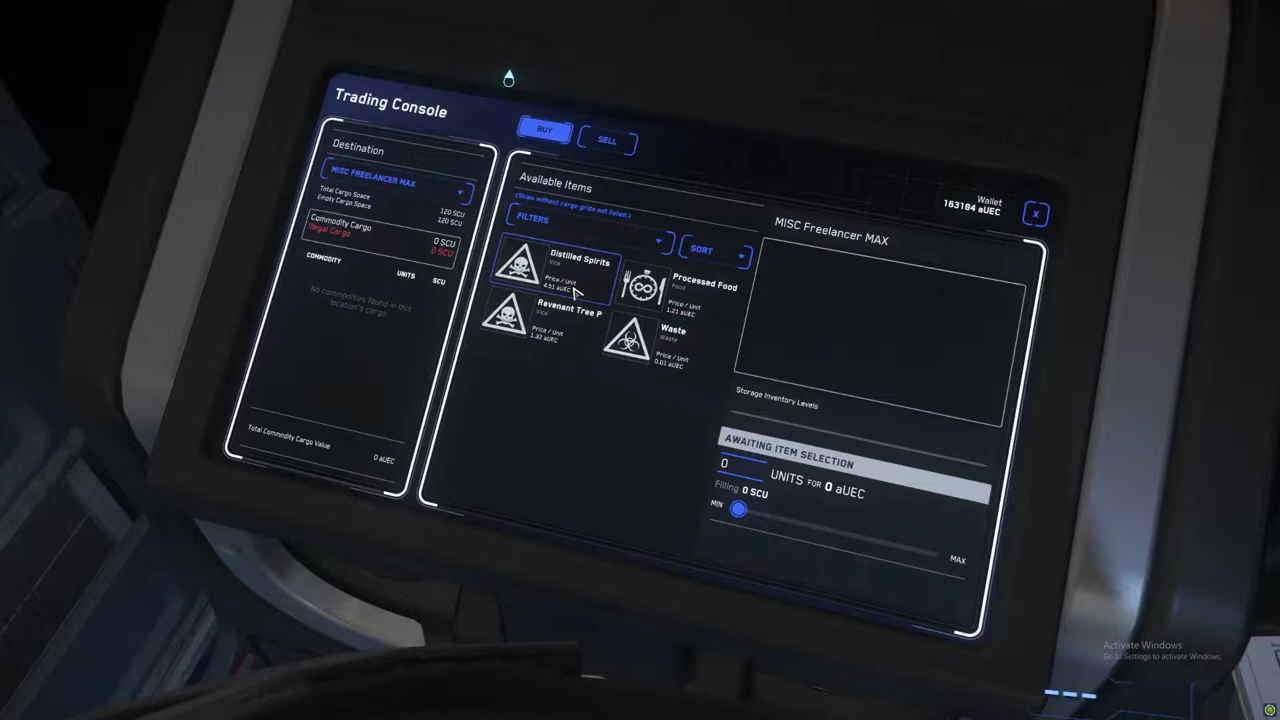 Trading Console
BUY
SELL
Destination
MISC FREELANCER MAX
Total Cargo Space 120 SCU
Empty Cargo Space 120 SCU
Commodity Cargo 0 SCU
Illegal Cargo 0 SCU
COMMODITY UNITS SCU
No commodities found in this
location's cargo
Total Commodity Cargo Value 0 aUEC
Available Items
(Ships without cargo grids not listed.)
FILTERS
SORT
Distilled Spirits
Vice
Price / Unit
4.51 aUEC
Processed Food
Food
Price / Unit
1.21 aUEC
Revenant Tree P
Vice
Price / Unit
1.32 aUEC
Waste
Waste
Price / Unit
0.01 aUEC
Wallet
163184 aUEC
X
MISC Freelancer MAX
Storage Inventory Levels
AWAITING ITEM SELECTION
0 UNITS FOR 0 aUEC
Filling 0 SCU
MIN
MAX
Activate Windows
Go to Settings to activate Windows.